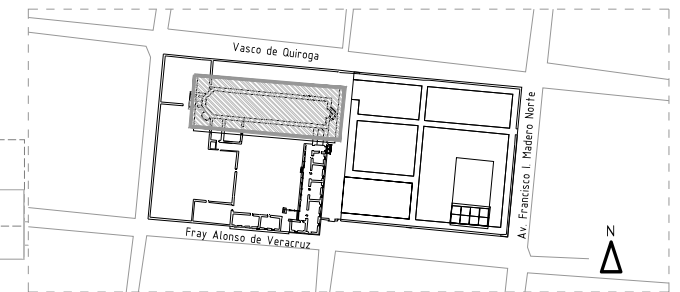 Vasco de Quiroga
Av. Francisco I. Madero Norte
Fray Alonso de Veracruz
N